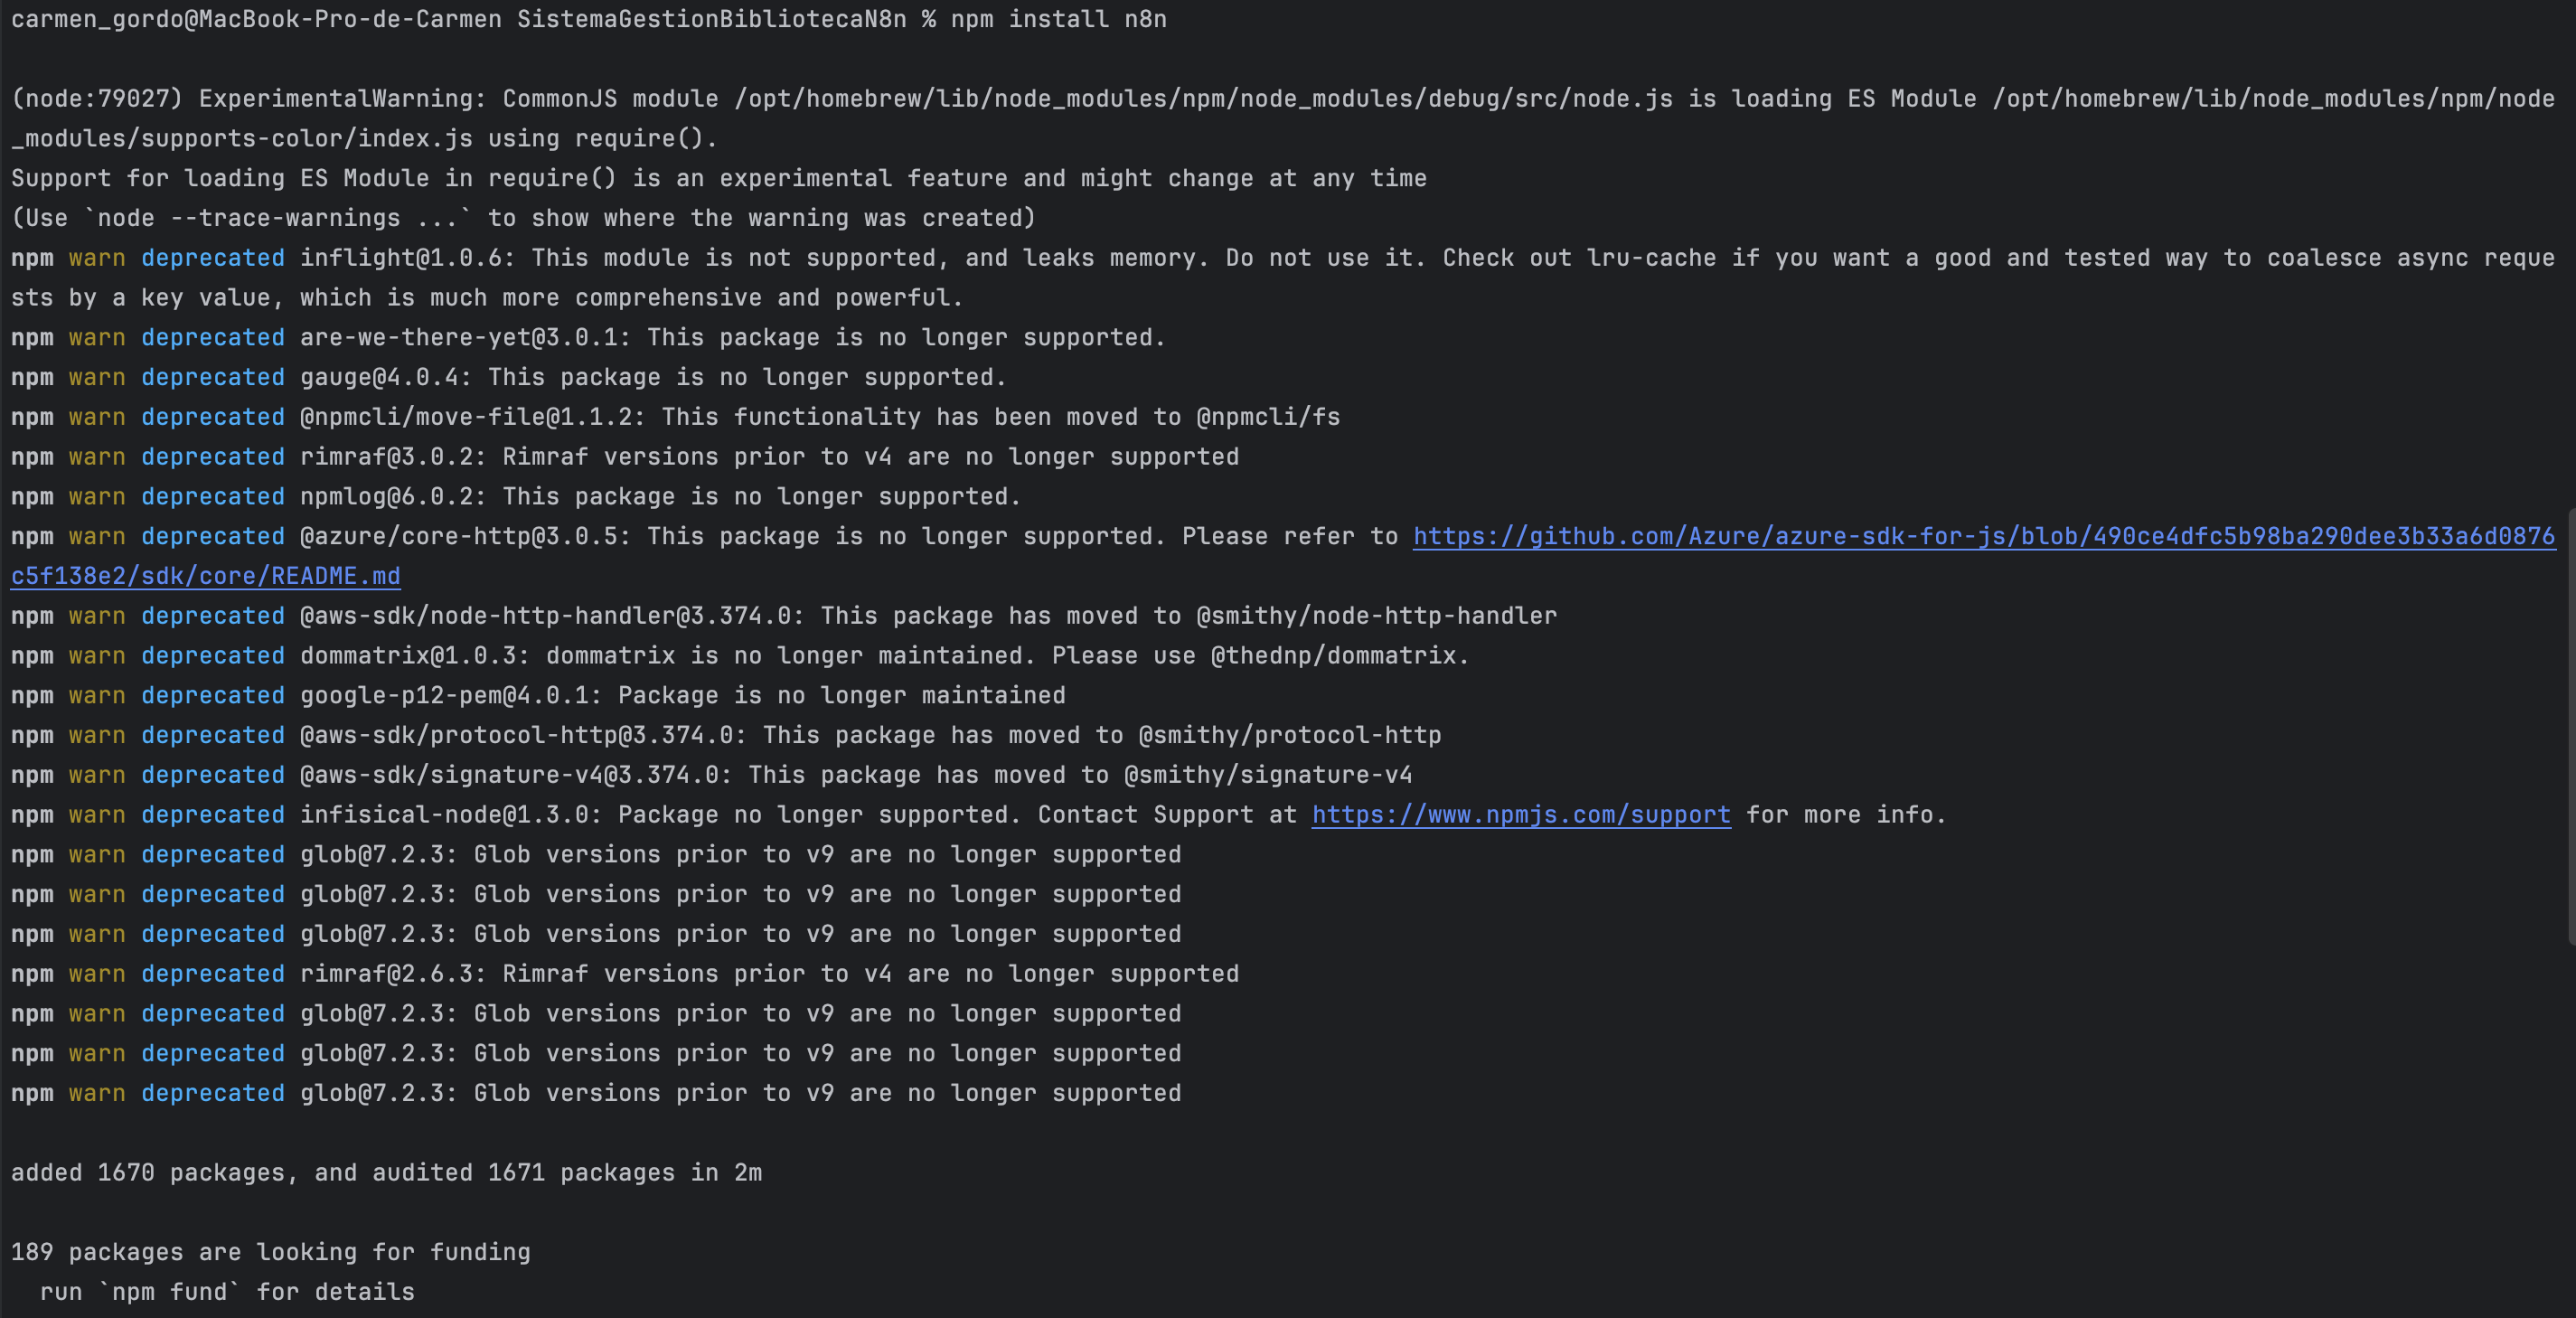 carmen_gordo@MacBook-Pro-de-Carmen SistemaGestionBibliotecaN8n % npm install n8n
(node:79027) ExperimentalWarning: CommonJS module /opt/homebrew/lib/node_modules/npm/node_modules/debug/src/node.js is loading ES Module /opt/homebrew/lib/node_modules/npm/node
_modules/supports-color/index.js using require().
Support for loading ES Module in require() is an experimental feature and might change at any time
(Use `node --trace-warnings ...` to show where the warning was created)
npm warn deprecated inflight@1.0.6: This module is not supported, and leaks memory. Do not use it. Check out lru-cache if you want a good and tested way to coalesce async reque
sts by a key value, which is much more comprehensive and powerful.
npm warn deprecated are-we-there-yet@3.0.1: This package is no longer supported.
npm warn deprecated gauge@4.0.4: This package is no longer supported.
npm warn deprecated @npmcli/move-file@1.1.2: This functionality has been moved to @npmcli/fs
npm warn deprecated rimraf@3.0.2: Rimraf versions prior to v4 are no longer supported
npm warn deprecated npmlog@6.0.2: This package is no longer supported.
npm warn deprecated @azure/core-http@3.0.5: This package is no longer supported. Please refer to https://github.com/Azure/azure-sdk-for-js/blob/490ce4dfc5b98ba290dee3b33a6d0876
c5f138e2/sdk/core/README.md
npm warn deprecated @aws-sdk/node-http-handler@3.374.0: This package has moved to @smithy/node-http-handler
npm warn deprecated dommatrix@1.0.3: dommatrix is no longer maintained. Please use @thednp/dommatrix.
npm warn deprecated google-p12-pem@4.0.1: Package is no longer maintained
npm warn deprecated @aws-sdk/protocol-http@3.374.0: This package has moved to @smithy/protocol-http
npm warn deprecated @aws-sdk/signature-v4@3.374.0: This package has moved to @smithy/signature-v4
npm warn deprecated infisical-node@1.3.0: Package no longer supported. Contact Support at https://www.npmjs.com/support for more info.
npm warn deprecated glob@7.2.3: Glob versions prior to v9 are no longer supported
npm warn deprecated glob@7.2.3: Glob versions prior to v9 are no longer supported
npm warn deprecated glob@7.2.3: Glob versions prior to v9 are no longer supported
npm warn deprecated rimraf@2.6.3: Rimraf versions prior to v4 are no longer supported
npm warn deprecated glob@7.2.3: Glob versions prior to v9 are no longer supported
npm warn deprecated glob@7.2.3: Glob versions prior to v9 are no longer supported
npm warn deprecated glob@7.2.3: Glob versions prior to v9 are no longer supported
added 1670 packages, and audited 1671 packages in 2m
189 packages are looking for funding
  run `npm fund` for details